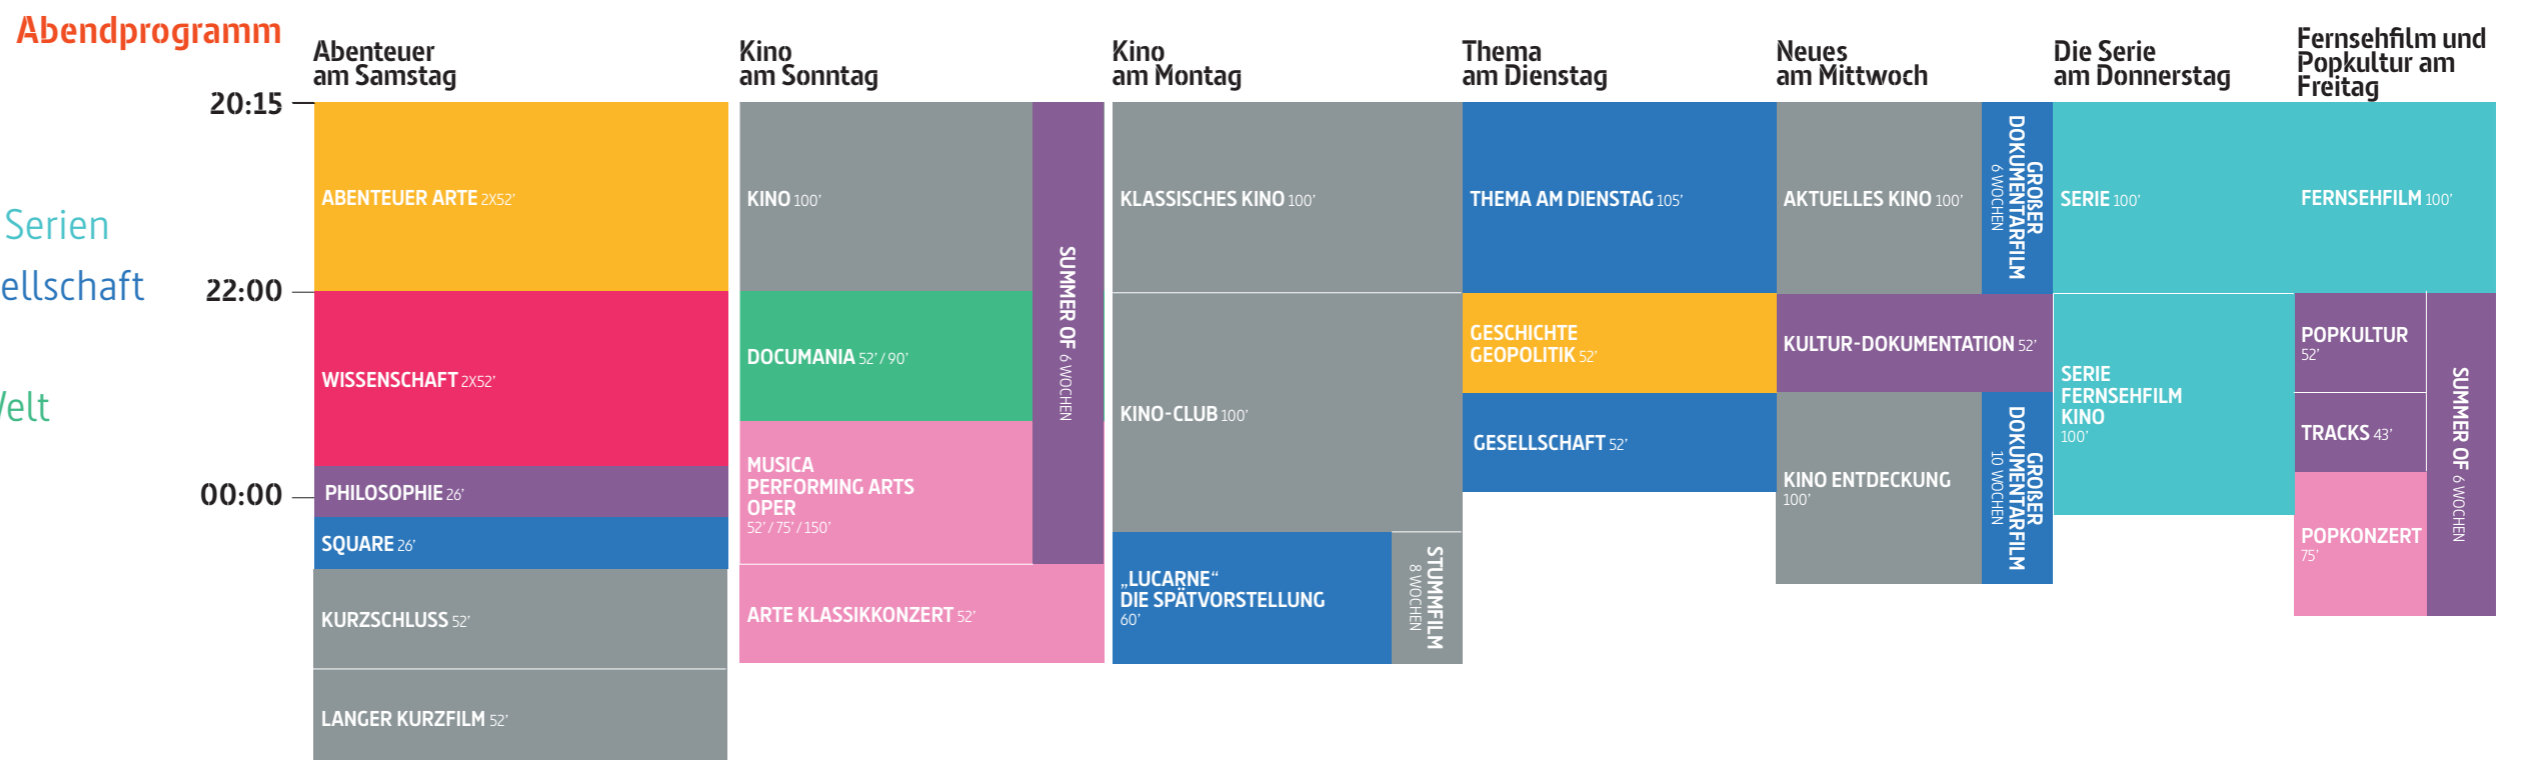 Abendprogramm
Serien
ellschaft
Welt
20:15
22:00
00:00
Abenteuer
am Samstag
ABENTEUER ARTE 2X52’
WISSENSCHAFT 2X52’
PHILOSOPHIE 26’
SQUARE 26’
KURZSCHLUSS 52’
LANGER KURZFILM 52’
Kino
am Sonntag
KINO 100’
DOCUMANIA 52’ / 90’
MUSICA
PERFORMING ARTS
OPER
52’ / 75’ / 150’
SUMMER OF 6 WOCHEN
ARTE KLASSIKKONZERT 52’
Kino
am Montag
KLASSISCHES KINO 100’
KINO-CLUB 100’
„LUCARNE“
DIE SPÄTVORSTELLUNG
60’
STUMMFILM
8 WOCHEN
Thema
am Dienstag
THEMA AM DIENSTAG 105’
GESCHICHTE
GEOPOLITIK 52’
GESELLSCHAFT 52’
Neues
am Mittwoch
AKTUELLES KINO 100’
GROßER
DOKUMENTARFILM
6 WOCHEN
KULTUR-DOKUMENTATION 52’
KINO ENTDECKUNG
100’
GROßER
DOKUMENTARFILM
10 WOCHEN
Die Serie
am Donnerstag
SERIE 100’
SERIE
FERNSEHFILM
KINO
100’
Fernsehfilm und
Popkultur am
Freitag
FERNSEHFILM 100’
POPKULTUR
52’
TRACKS 43’
POPKONZERT
75’
SUMMER OF 6 WOCHEN